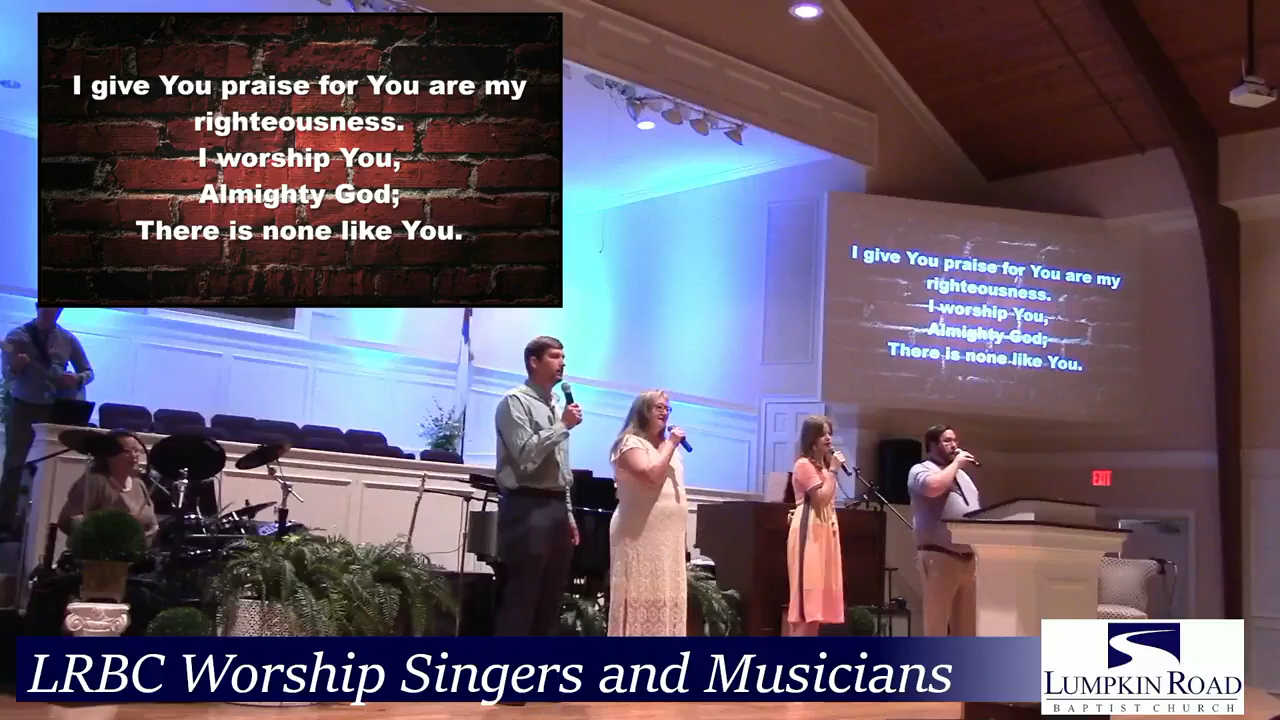 I give You praise for You are my
righteousness.
I worship You,
Almighty God;
There is none like You.
I give You praise for You are my
righteousness.
I worship You,
Almighty God;
There is none like You.
EXIT
LRBC Worship Singers and Musicians
LUMPKIN ROAD
BAPTIST CHURCH